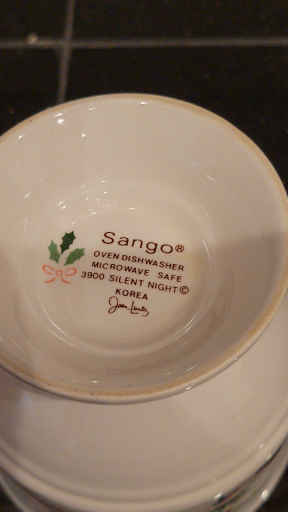 Sango®
OVEN DISHWASHER
MICROWAVE SAFE
3900 SILENT NIGHT©
KOREA